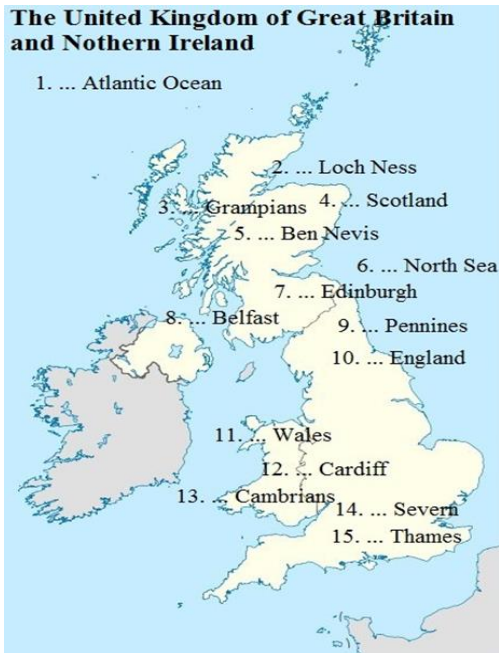 The United Kingdom of Great Britain
and Nothern Ireland
1. ... Atlantic Ocean
2. ... Loch Ness
3. ... Grampians
4. ... Scotland
5. ... Ben Nevis
6. ... North Sea
7. ... Edinburgh
8. ... Belfast
9. ... Pennines
10. ... England
11. ... Wales
12. ... Cardiff
13. ... Cambrians
14. ... Severn
15. ... Thames